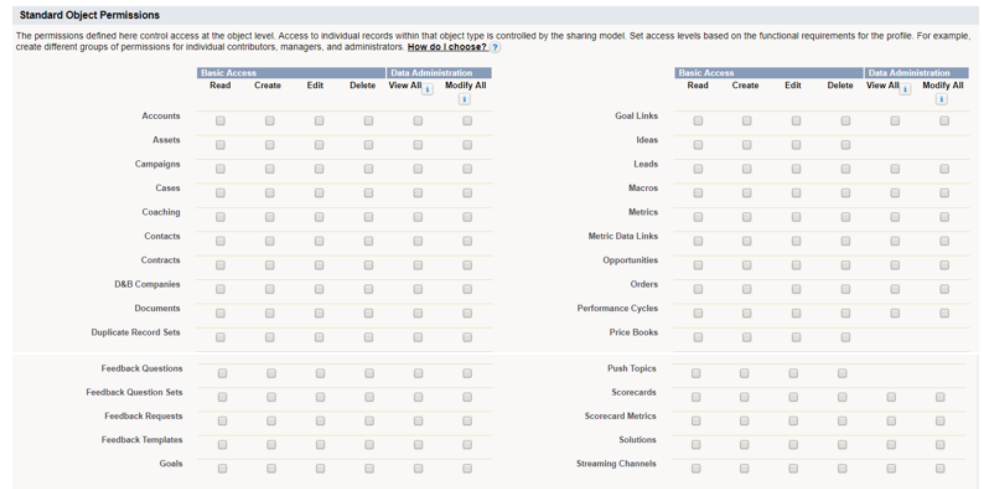 Standard Object Permissions
The permissions defined here control access at the object level. Access to individual records within that object type is controlled by the sharing model. Set access levels based on the functional requirements for the profile. For example,
create different groups of permissions for individual contributors, managers, and administrators. How do I choose? ?
Basic Access Data Administration
Read Create Edit Delete View All i Modify All i
Accounts
Assets
Campaigns
Cases
Coaching
Contacts
Contracts
D&B Companies
Documents
Duplicate Record Sets
Feedback Questions
Feedback Question Sets
Feedback Requests
Feedback Templates
Goals
Basic Access Data Administration
Read Create Edit Delete View All i Modify All i
Goal Links
Ideas
Leads
Macros
Metrics
Metric Data Links
Opportunities
Orders
Performance Cycles
Price Books
Push Topics
Scorecards
Scorecard Metrics
Solutions
Streaming Channels